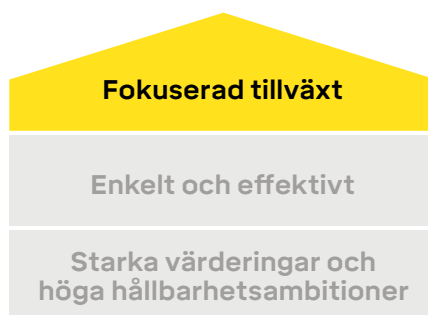 Fokuserad tillväxt
Enkelt och effektivt
Starka värderingar och
höga hållbarhetsambitioner